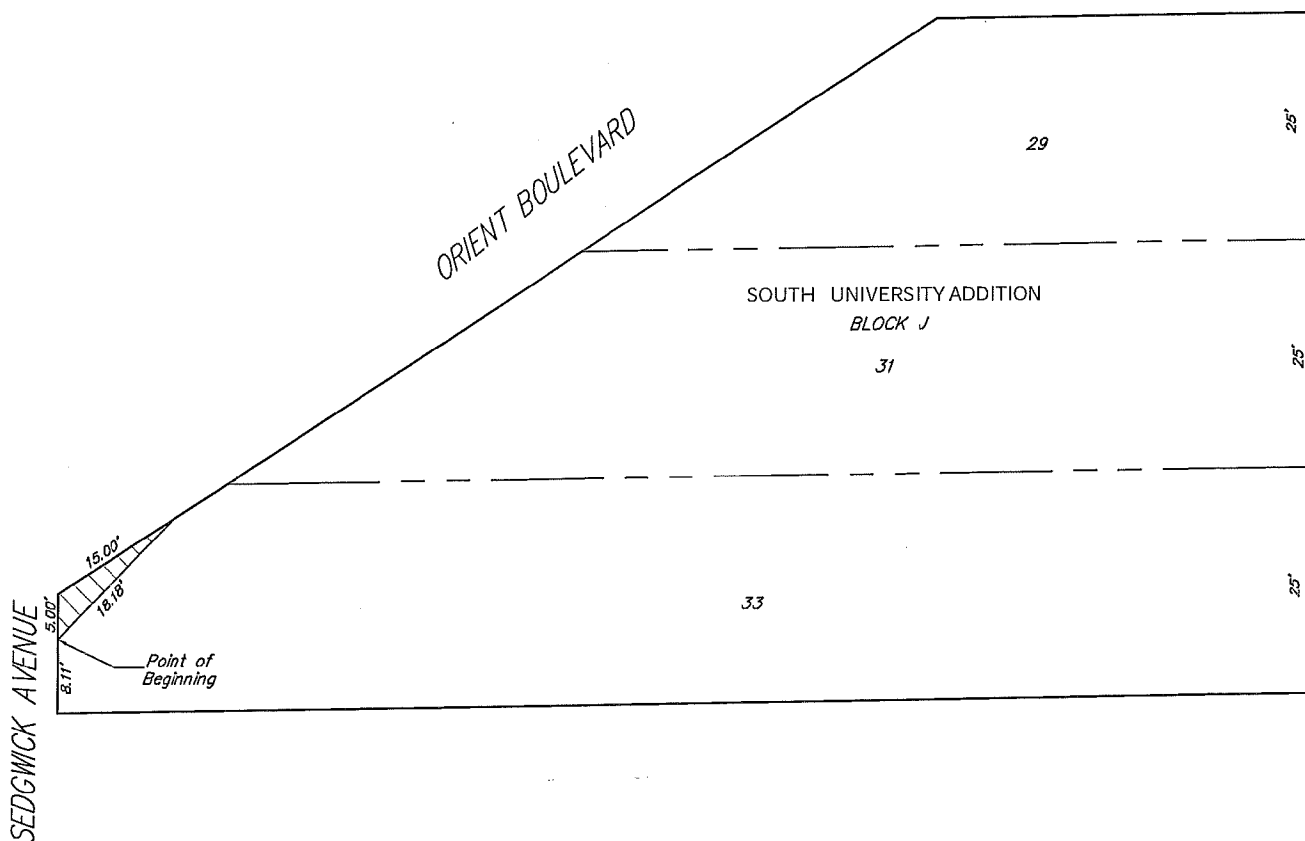 ORIENT BOULEVARD
29
25'
SOUTH UNIVERSITY ADDITION
BLOCK J
31
25'
15.00'
18.18'
5.00'
33
25'
Point of
Beginning
8.11'
SEDGWICK AVENUE